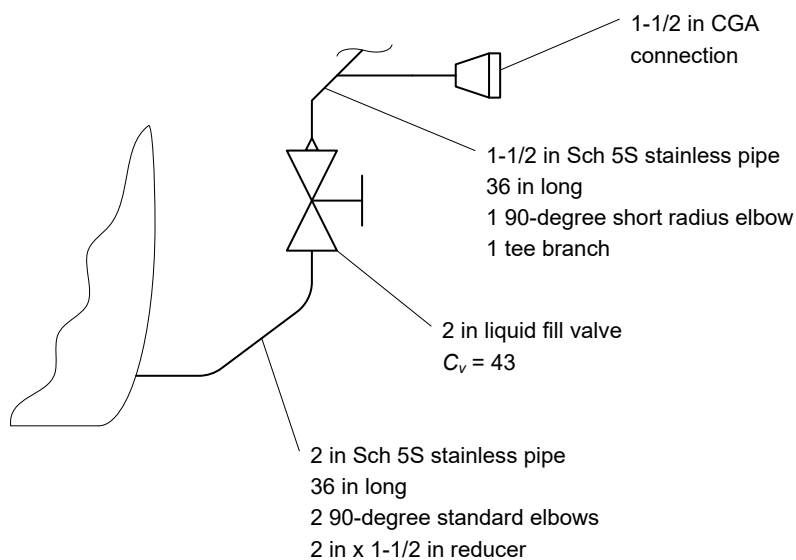 1-1/2 in CGA
connection
1-1/2 in Sch 5S stainless pipe
36 in long
1 90-degree short radius elbow
1 tee branch
2 in liquid fill valve
Cv = 43
2 in Sch 5S stainless pipe
36 in long
2 90-degree standard elbows
2 in x 1-1/2 in reducer